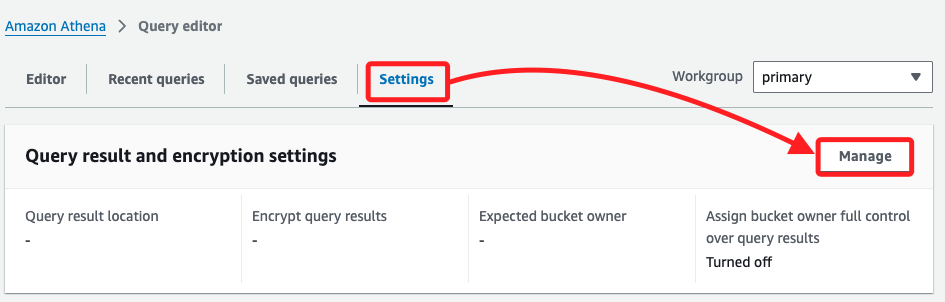 Amazon Athena > Query editor
Editor Recent queries Saved queries Settings Workgroup primary
Query result and encryption settings Manage
Query result location Encrypt query results Expected bucket owner Assign bucket owner full control
over query results
- - - Turned off